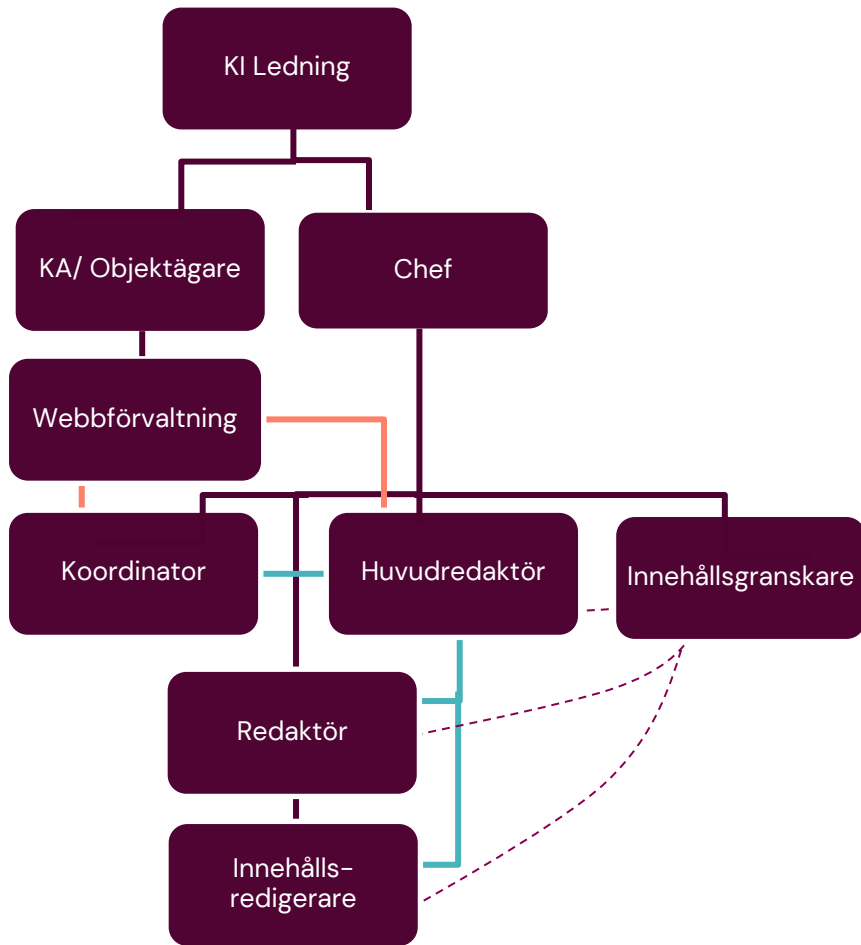 KI Ledning
KA/ Objektägare
Chef
Webbförvaltning
Koordinator
Huvudredaktör
Innehållsgranskare
Redaktör
Innehålls-
redigerare